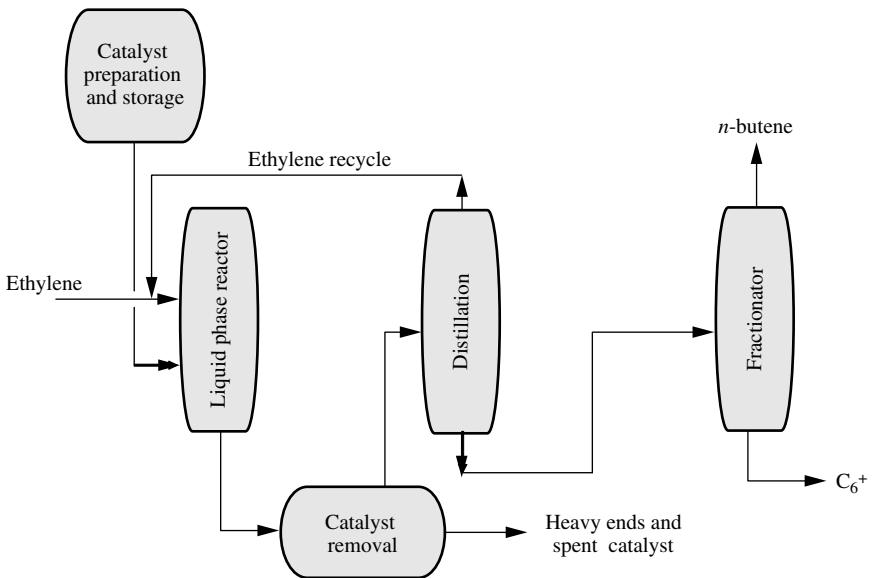 Catalyst
preparation
and storage
n-butene
Ethylene recycle
Ethylene
Liquid phase reactor
Distillation
Fractionator
C₆⁺
Catalyst
removal
Heavy ends and
spent catalyst